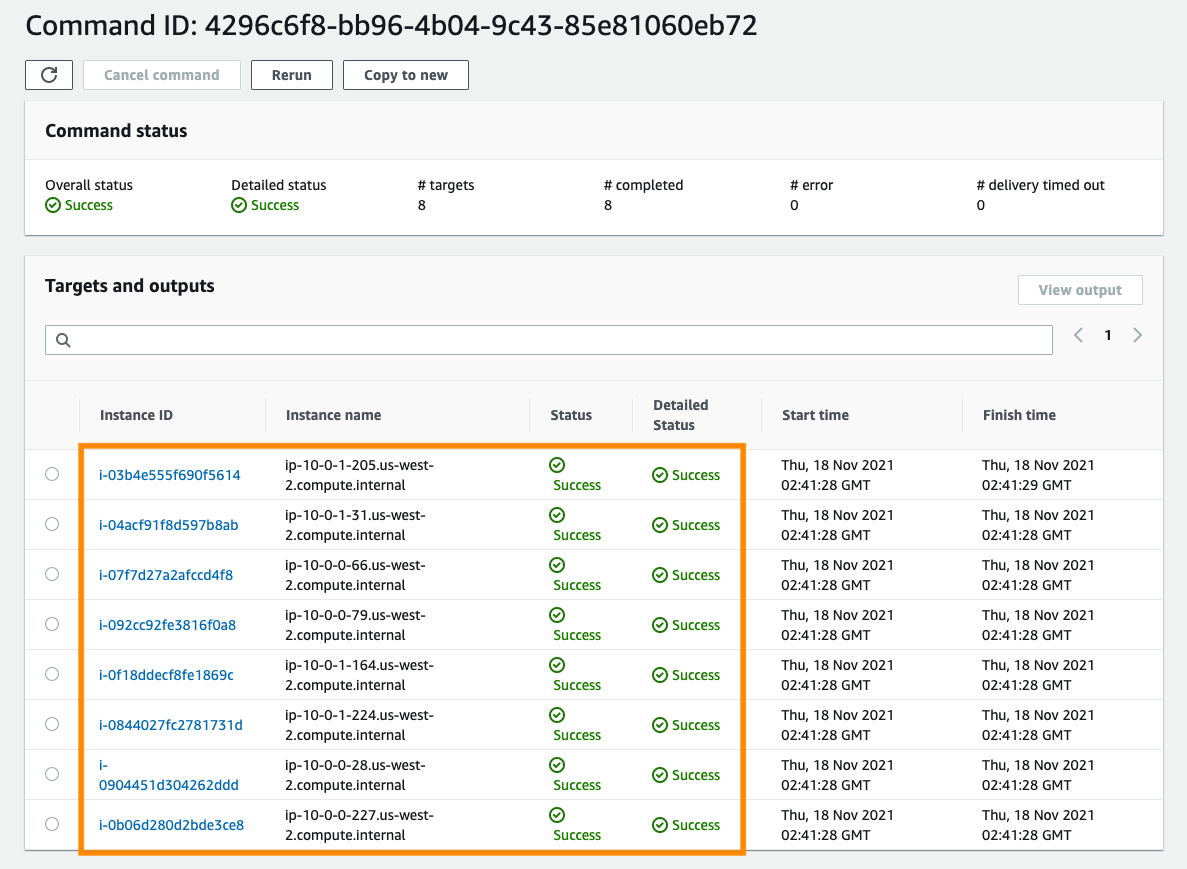 Command ID: 4296c6f8-bb96-4b04-9c43-85e81060eb72
Cancel command Rerun Copy to new
Command status
Overall status Detailed status # targets # completed # error # delivery timed out
Success Success 8 8 0 0
Targets and outputs
View output
1
Instance ID Instance name Status Detailed Status Start time Finish time
i-03b4e555f690f5614 ip-10-0-1-205.us-west- Success Thu, 18 Nov 2021 Thu, 18 Nov 2021
2.compute.internal Success 02:41:28 GMT 02:41:29 GMT
i-04acf91f8d597b8ab ip-10-0-1-31.us-west- Success Thu, 18 Nov 2021 Thu, 18 Nov 2021
2.compute.internal Success 02:41:28 GMT 02:41:28 GMT
i-07f7d27a2afccd4f8 ip-10-0-0-66.us-west- Success Thu, 18 Nov 2021 Thu, 18 Nov 2021
2.compute.internal Success 02:41:28 GMT 02:41:28 GMT
i-092cc92fe3816f0a8 ip-10-0-0-79.us-west- Success Thu, 18 Nov 2021 Thu, 18 Nov 2021
2.compute.internal Success 02:41:28 GMT 02:41:28 GMT
i-0f18ddecf8fe1869c ip-10-0-1-164.us-west- Success Thu, 18 Nov 2021 Thu, 18 Nov 2021
2.compute.internal Success 02:41:28 GMT 02:41:28 GMT
i-0844027fc2781731d ip-10-0-1-224.us-west- Success Thu, 18 Nov 2021 Thu, 18 Nov 2021
2.compute.internal Success 02:41:28 GMT 02:41:28 GMT
i- ip-10-0-0-28.us-west- Success Thu, 18 Nov 2021 Thu, 18 Nov 2021
0904451d304262ddd 2.compute.internal Success 02:41:28 GMT 02:41:28 GMT
i-0b06d280d2bde3ce8 ip-10-0-0-227.us-west- Success Thu, 18 Nov 2021 Thu, 18 Nov 2021
2.compute.internal Success 02:41:28 GMT 02:41:28 GMT